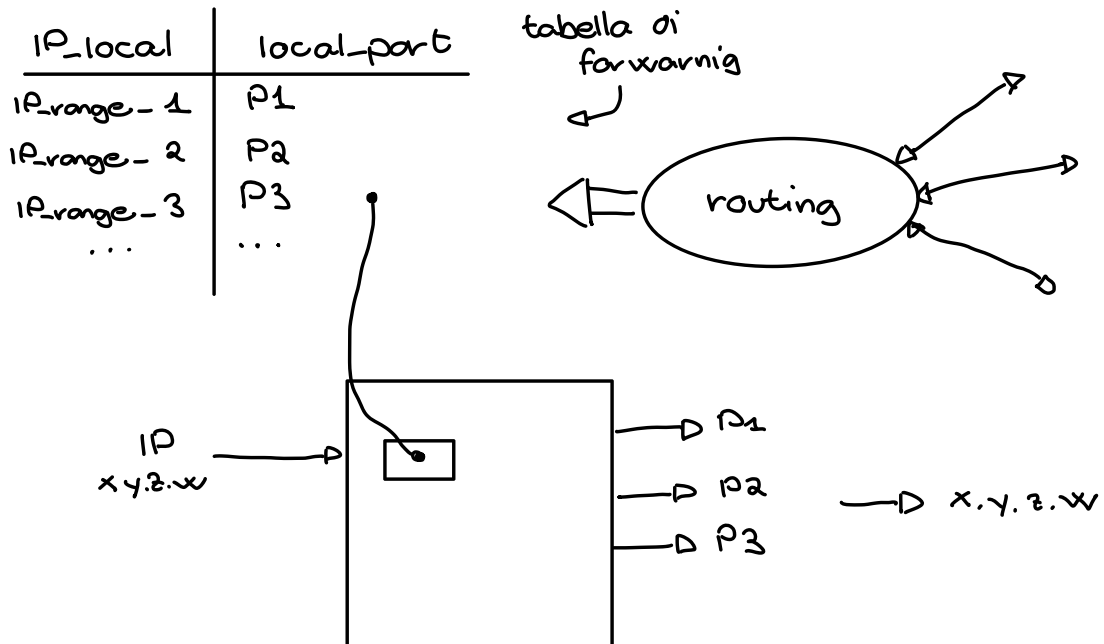 IP_local local_port
IP_range_1 P1
IP_range_2 P2
IP_range_3 P3
... ...
tabella di
forwarnig
routing
IP
x.y.z.w
P1
P2
P3
x.y.z.w